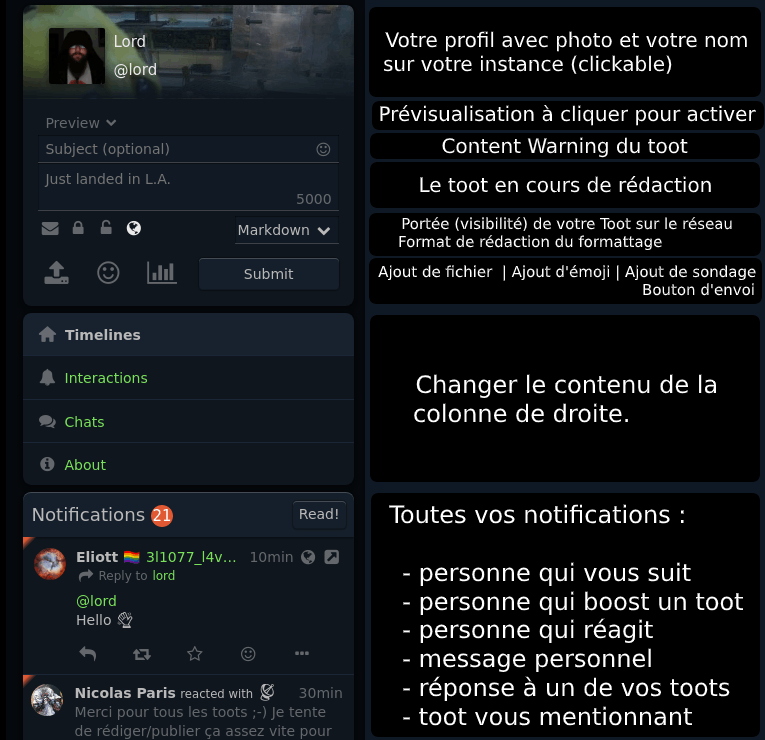 Lord
@lord
Preview
Subject (optional)
Just landed in L.A.
5000
Markdown
Submit
Timelines
Interactions
Chats
About
Notifications 21 Read!
Eliott 🏳️‍🌈 3l1077_l4v... 10min
Reply to lord
@lord
Hello
Nicolas Paris reacted with 30min
Merci pour tous les toots ;-) Je tente
de rédiger/publier ça assez vite pour
Votre profil avec photo et votre nom
sur votre instance (clickable)
Prévisualisation à cliquer pour activer
Content Warning du toot
Le toot en cours de rédaction
Portée (visibilité) de votre Toot sur le réseau
Format de rédaction du formattage
Ajout de fichier | Ajout d'émoji | Ajout de sondage
Bouton d'envoi
Changer le contenu de la
colonne de droite.
Toutes vos notifications :
- personne qui vous suit
- personne qui boost un toot
- personne qui réagit
- message personnel
- réponse à un de vos toots
- toot vous mentionnant